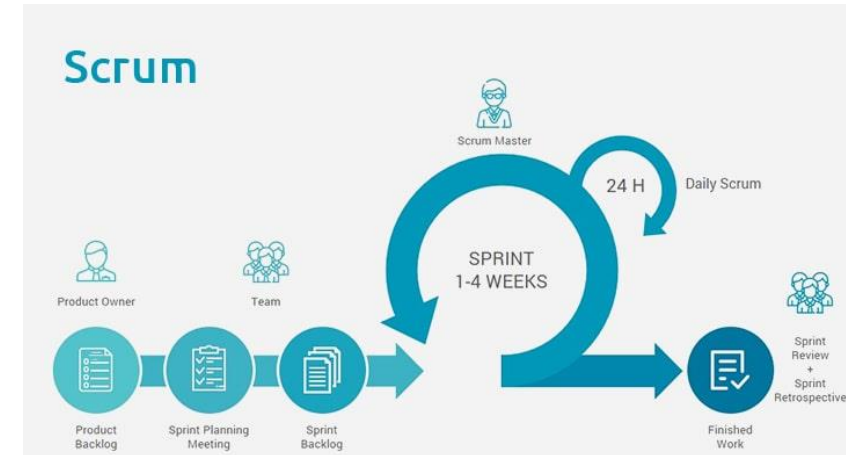 Scrum
Scrum Master
24 H
Daily Scrum
SPRINT
1-4 WEEKS
Product Owner
Team
Product
Backlog
Sprint Planning
Meeting
Sprint
Backlog
Finished
Work
Sprint
Review
+
Sprint
Retrospective